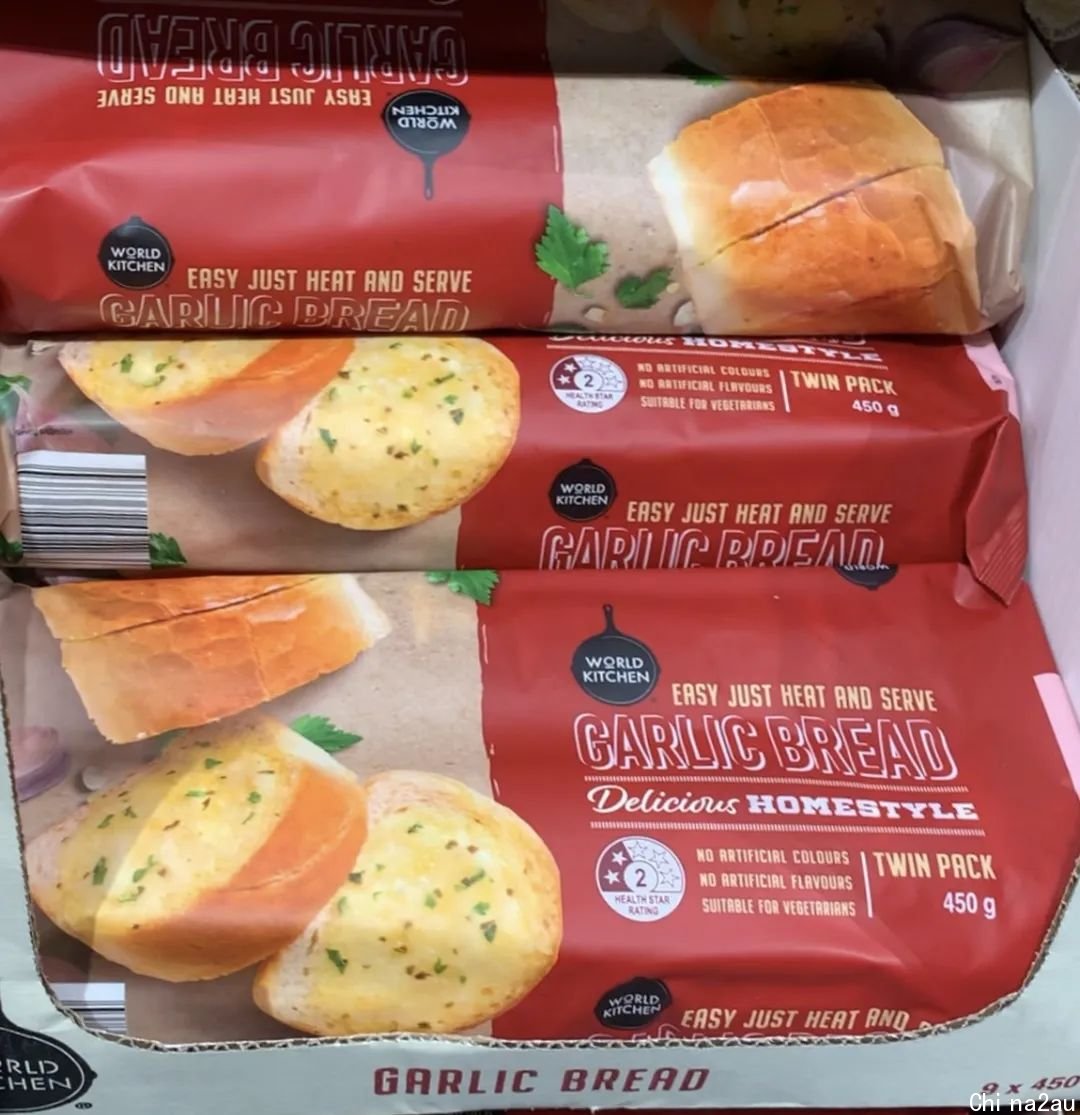 GARLIC BREAD
EASY JUST HEAT AND SERVE
WORLD
KITCHEN
WORLD
KITCHEN
EASY JUST HEAT AND SERVE
GARLIC BREAD
Delicious HOMESTYLE
2
HEALTH STAR
RATING
NO ARTIFICIAL COLOURS
NO ARTIFICIAL FLAVOURS
SUITABLE FOR VEGETARIANS
TWIN PACK
450 g
WORLD
KITCHEN
EASY JUST HEAT AND SERVE
GARLIC BREAD
WORLD
WORLD
KITCHEN
EASY JUST HEAT AND SERVE
GARLIC BREAD
Delicious HOMESTYLE
2
HEALTH STAR
RATING
NO ARTIFICIAL COLOURS
NO ARTIFICIAL FLAVOURS
SUITABLE FOR VEGETARIANS
TWIN PACK
450 g
WORLD
KITCHEN
EASY JUST HEAT AND
GARLIC BREAD
9 x 450
China2au